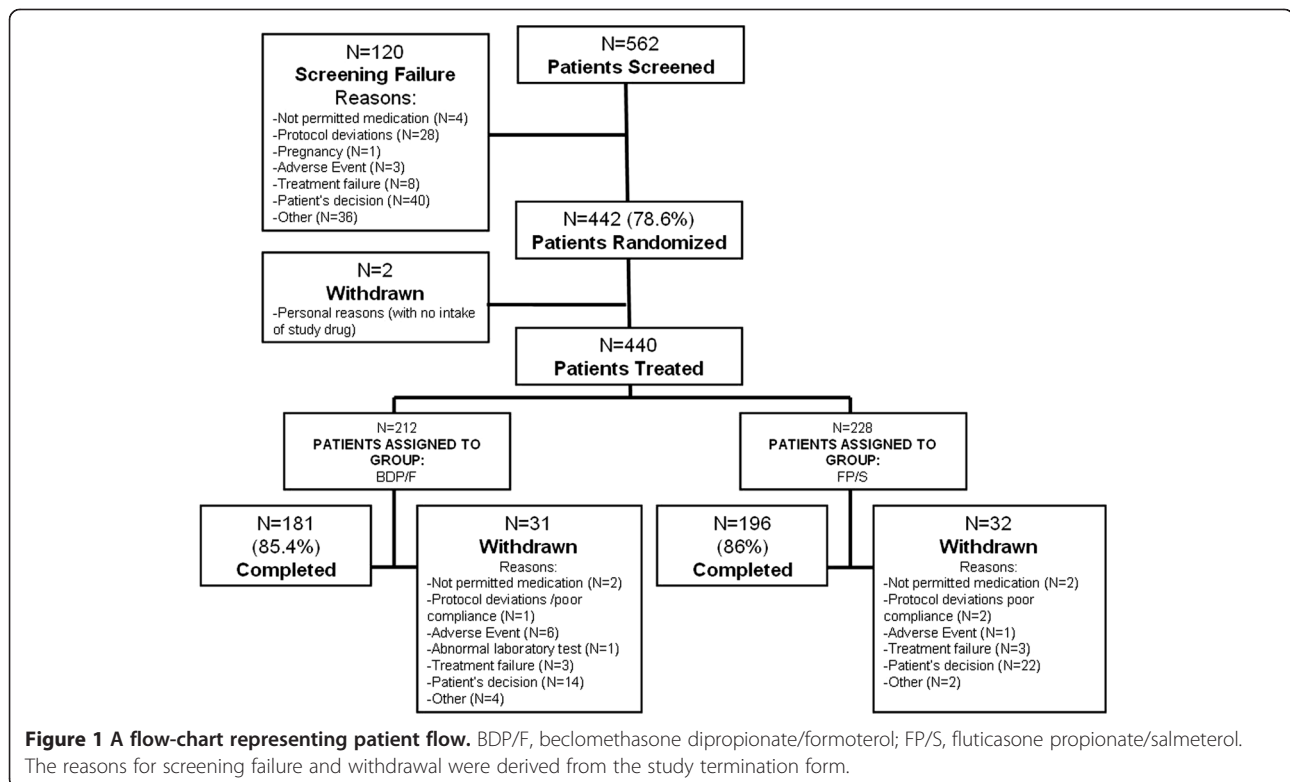 N=120
Screening Failure
Reasons:
-Not permitted medication (N=4)
-Protocol deviations (N=28)
-Pregnancy (N=1)
-Adverse Event (N=3)
-Treatment failure (N=8)
-Patient's decision (N=40)
-Other (N=36)
N=562
Patients Screened
N=442 (78.6%)
Patients Randomized
N=2
Withdrawn
-Personal reasons (with no intake
of study drug)
N=440
Patients Treated
N=212
PATIENTS ASSIGNED TO
GROUP:
BDP/F
N=228
PATIENTS ASSIGNED TO
GROUP:
FP/S
N=181
(85.4%)
Completed
N=31
Withdrawn
Reasons:
-Not permitted medication (N=2)
-Protocol deviations /poor
compliance (N=1)
-Adverse Event (N=6)
-Abnormal laboratory test (N=1)
-Treatment failure (N=3)
-Patient's decision (N=14)
-Other (N=4)
N=196
(86%)
Completed
N=32
Withdrawn
Reasons:
-Not permitted medication (N=2)
-Protocol deviations poor
compliance (N=2)
-Adverse Event (N=1)
-Treatment failure (N=3)
-Patient's decision (N=22)
-Other (N=2)
Figure 1 A flow-chart representing patient flow. BDP/F, beclomethasone dipropionate/formoterol; FP/S, fluticasone propionate/salmeterol.
The reasons for screening failure and withdrawal were derived from the study termination form.